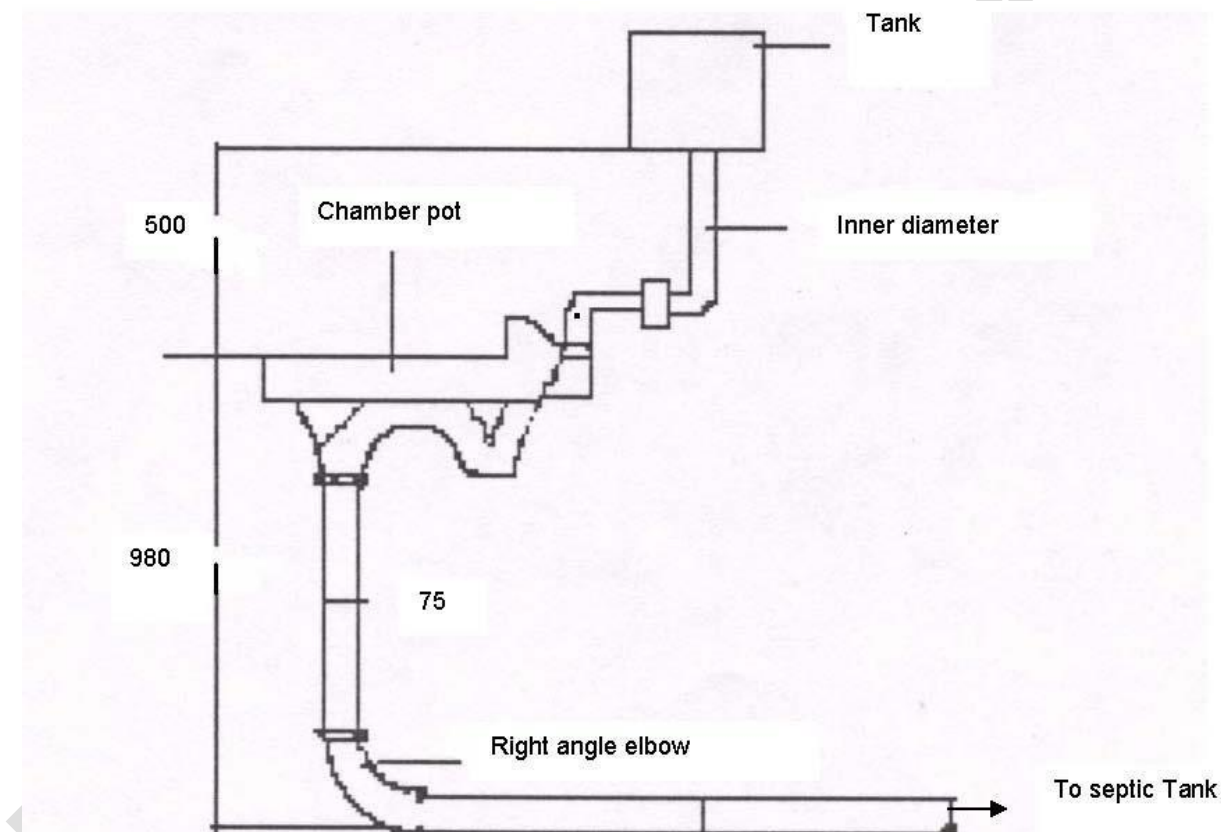 Tank
500
Chamber pot
Inner diameter
980
75
Right angle elbow
To septic Tank